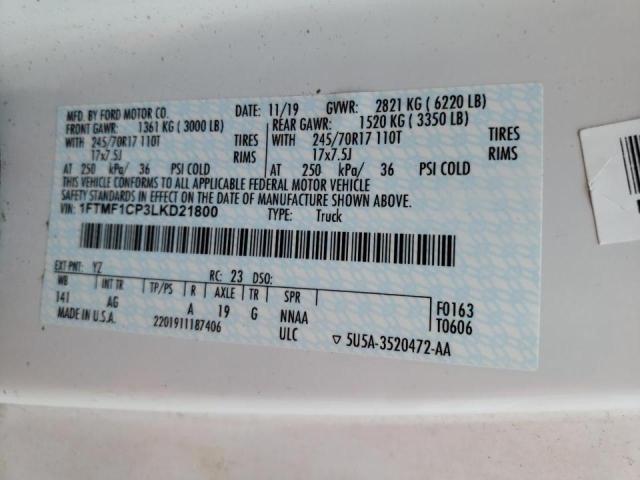 MFD. BY FORD MOTOR CO. DATE: 11/19 GVWR: 2821 KG ( 6220 LB)
FRONT GAWR: 1361 KG ( 3000 LB) REAR GAWR: 1520 KG ( 3350 LB)
WITH 245/70R17 110T TIRES WITH 245/70R17 110T TIRES
17x7.5J RIMS 17x7.5J RIMS
AT 250 kPa/ 36 PSI COLD AT 250 kPa/ 36 PSI COLD
THIS VEHICLE CONFORMS TO ALL APPLICABLE FEDERAL MOTOR VEHICLE
SAFETY STANDARDS IN EFFECT ON THE DATE OF MANUFACTURE SHOWN ABOVE.
VIN: 1FTMF1CP3LKD21800 TYPE: Truck
EXT PNT: YZ RC: 23 DSO:
WB INT TR TP/PS R AXLE TR SPR F0163
141 AG A 19 G NNAA T0606
MADE IN U.S.A. 2201911187406 ULC ▽ 5U5A-3520472-AA